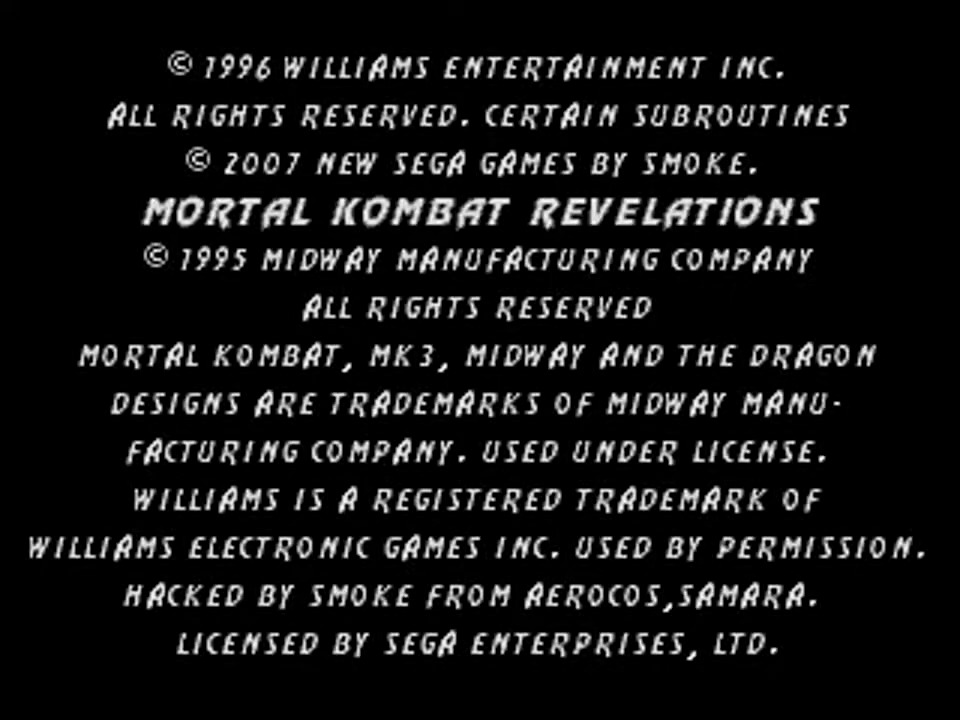 © 1996 WILLIAMS ENTERTAINMENT INC.
ALL RIGHTS RESERVED. CERTAIN SUBROUTINES
© 2007 NEW SEGA GAMES BY SMOKE.
MORTAL KOMBAT REVELATIONS
© 1995 MIDWAY MANUFACTURING COMPANY
ALL RIGHTS RESERVED
MORTAL KOMBAT, MK3, MIDWAY AND THE DRAGON
DESIGNS ARE TRADEMARKS OF MIDWAY MANU-
FACTURING COMPANY. USED UNDER LICENSE.
WILLIAMS IS A REGISTERED TRADEMARK OF
WILLIAMS ELECTRONIC GAMES INC. USED BY PERMISSION.
HACKED BY SMOKE FROM AEROCOS,SAMARA.
LICENSED BY SEGA ENTERPRISES, LTD.